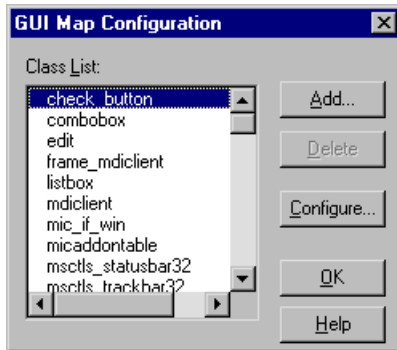 GUI Map Configuration
Class List:
check_button
combobox
edit
frame_mdiclient
listbox
mdiclient
mic_if_win
micaddontable
msctls_statusbar32
msctls_trackbar32
Add...
Delete
Configure...
OK
Help